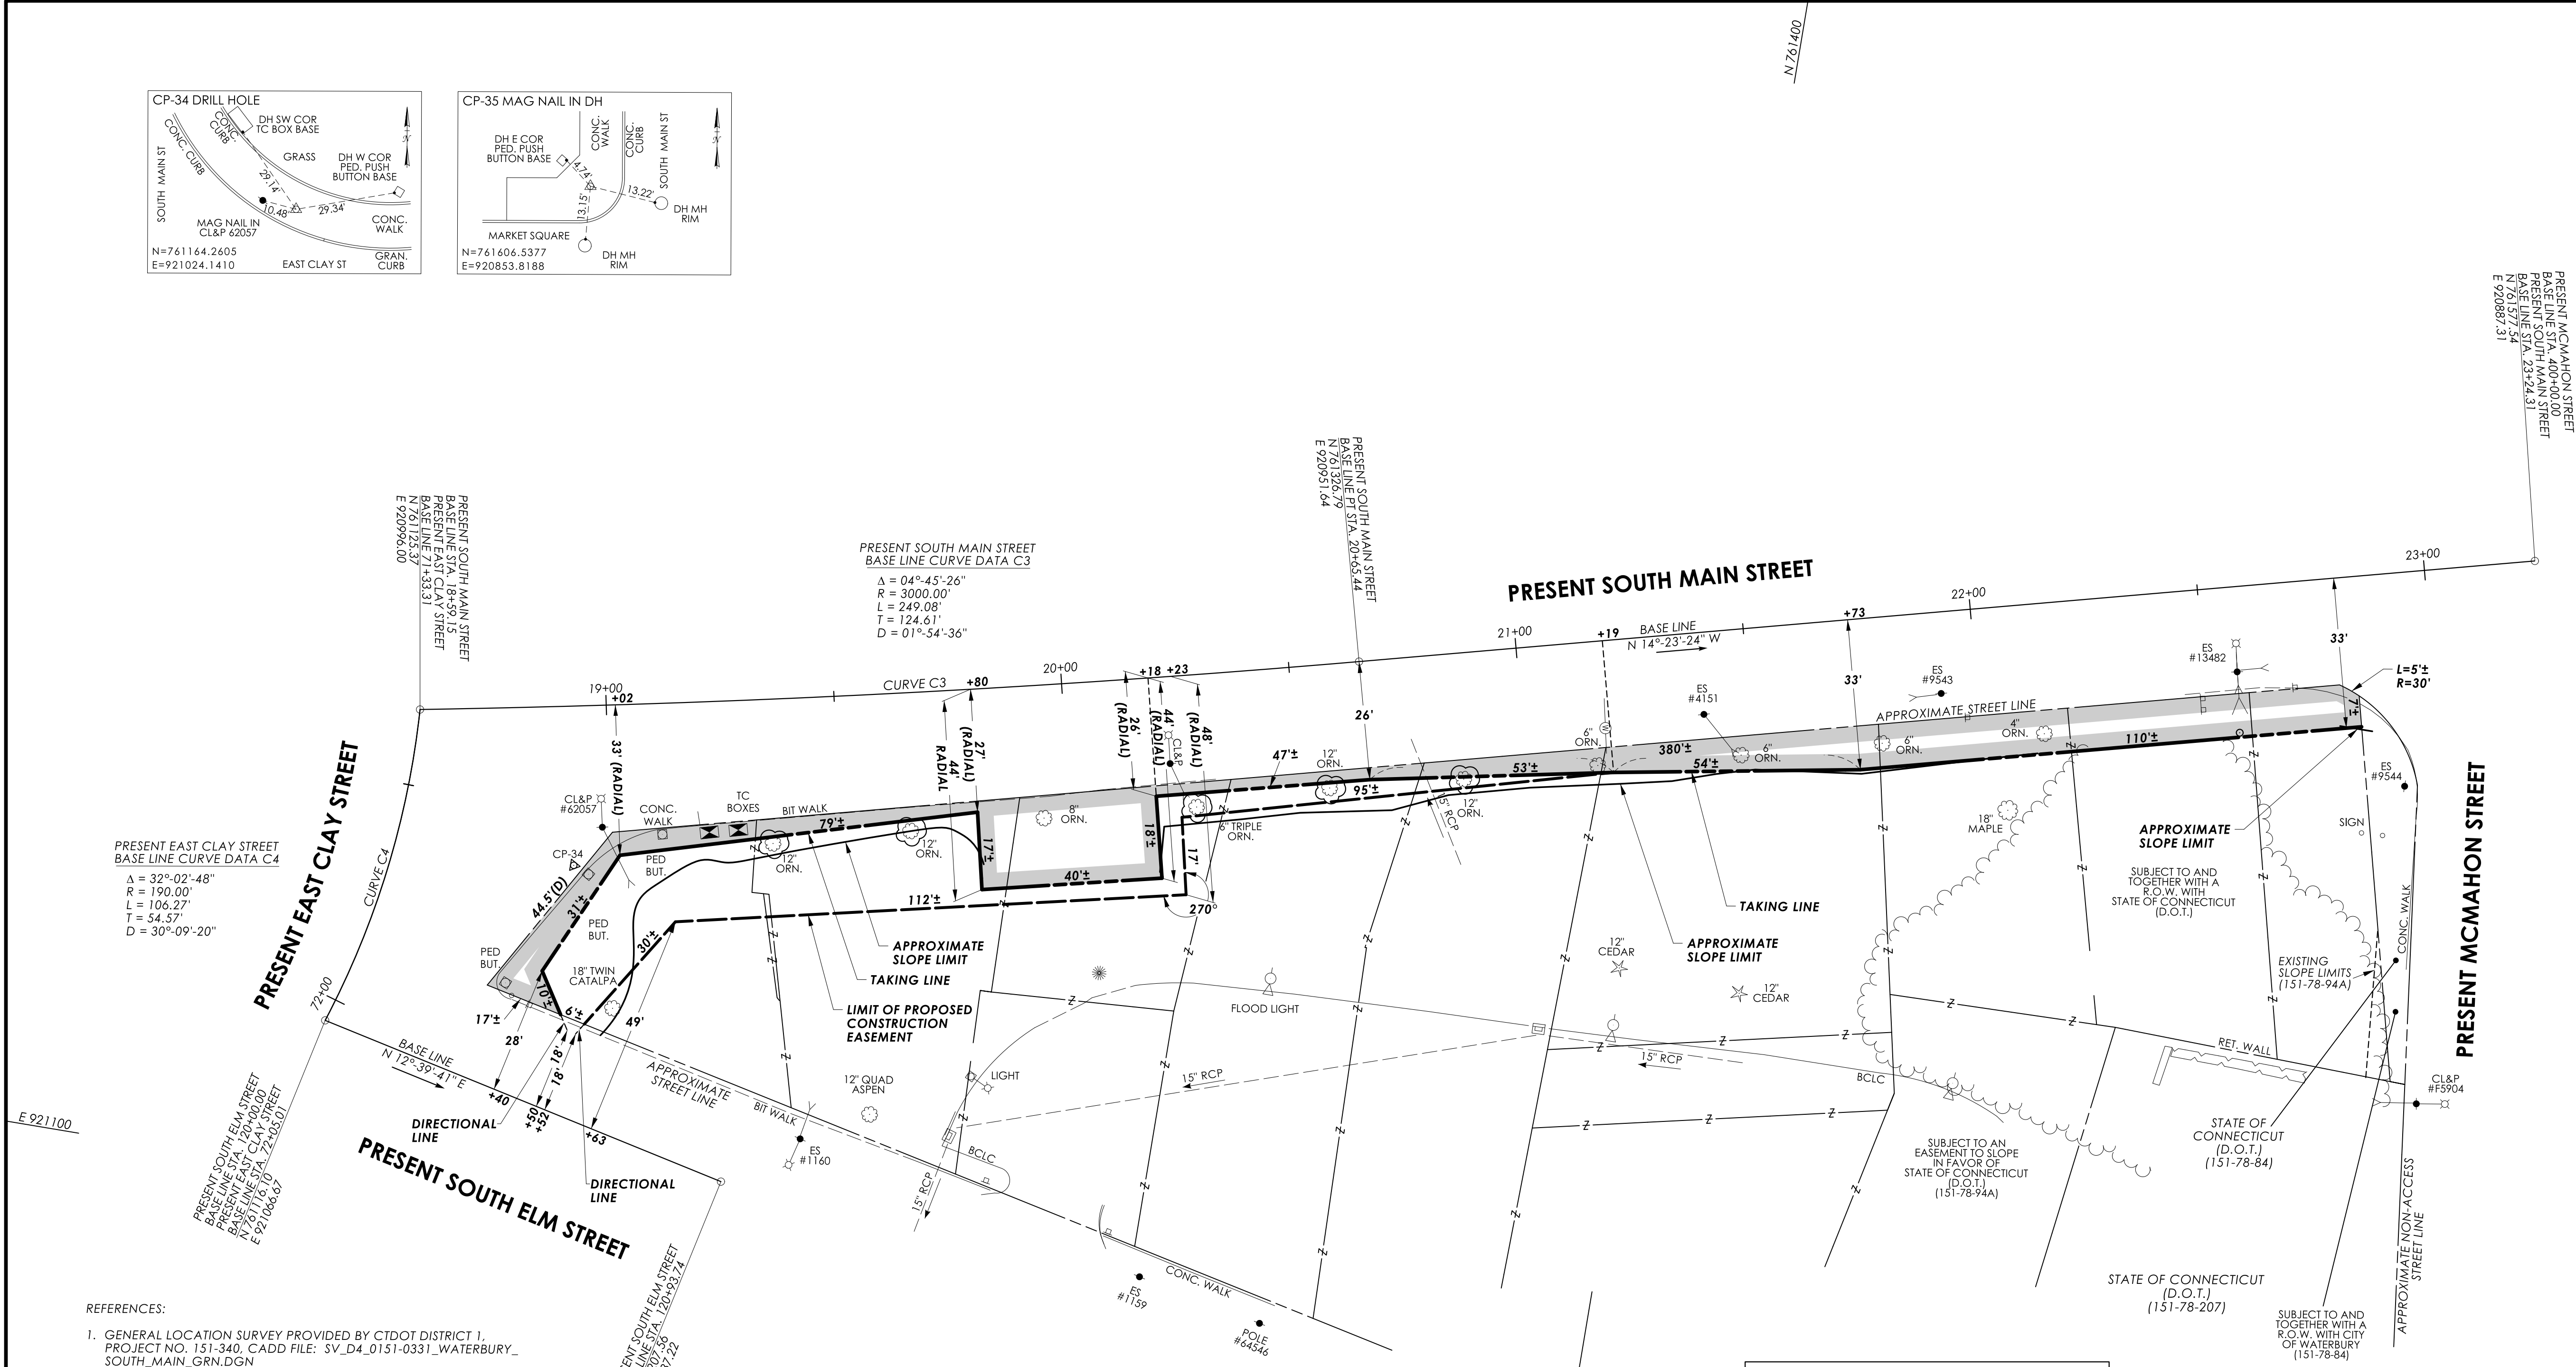 N 761400
CP-34 DRILL HOLE
CONC. CURB
CONC.
CURB
DH SW COR
TC BOX BASE
GRASS
DH W COR
PED. PUSH
BUTTON BASE
N
SOUTH MAIN ST
29.14'
10.48'
29.34'
MAG NAIL IN
CL&P 62057
CONC.
WALK
N=761164.2605
E=921024.1410
EAST CLAY ST
GRAN.
CURB
CP-35 MAG NAIL IN DH
DH E COR
PED. PUSH
BUTTON BASE
CONC.
WALK
CONC.
CURB
SOUTH MAIN ST
N
4.74'
13.22'
13.15'
DH MH
RIM
MARKET SQUARE
DH MH
RIM
N=761606.5377
E=920853.8188
PRESENT MCMAHON STREET
BASE LINE STA. 400+00.00
PRESENT SOUTH MAIN STREET
BASE LINE STA. 23+24.31
N 761577.54
E 920887.31
PRESENT SOUTH MAIN STREET
BASE LINE PT STA. 20+65.44
N 761326.79
E 920951.64
PRESENT SOUTH MAIN STREET
BASE LINE STA. 18+59.15
PRESENT EAST CLAY STREET
BASE LINE 71+33.31
N 761125.37
E 920996.00
PRESENT SOUTH MAIN STREET
BASE LINE CURVE DATA C3
Δ = 04°-45'-26"
R = 3000.00'
L = 249.08'
T = 124.61'
D = 01°-54'-36"
PRESENT SOUTH MAIN STREET
19+00
+02
CURVE C3
+80
20+00
+18
+23
21+00
+19
BASE LINE
N 14°-23'-24" W
+73
22+00
23+00
33' (RADIAL)
44'
RADIAL
27'
(RADIAL)
26'
(RADIAL)
44'
(RADIAL)
48'
(RADIAL)
CL&P
26'
33'
33'
L=5'±
R=30'
7'±
ES
#13482
ES
#9543
ES
#4151
APPROXIMATE STREET LINE
W
6"
ORN.
380'±
6"
ORN.
6"
ORN.
4"
ORN.
110'±
54'±
53'±
47'±
12"
ORN.
95'±
12"
ORN.
15" RCP
6" TRIPLE
ORN.
8"
ORN.
18'±
17'
17'±
40'±
112'±
270°
CL&P
#62057
CONC.
WALK
TC
BOXES
BIT WALK
79'±
12"
ORN.
12"
ORN.
CP-34
PED
BUT.
44.5'(D)
31'±
PED
BUT.
PED
BUT.
18" TWIN
CATALPA
30'±
10'±
6'±
17'±
28'
18'
18'
49'
APPROXIMATE
SLOPE LIMIT
TAKING LINE
LIMIT OF PROPOSED
CONSTRUCTION
EASEMENT
TAKING LINE
APPROXIMATE
SLOPE LIMIT
APPROXIMATE
SLOPE LIMIT
18"
MAPLE
SIGN
ES
#9544
SUBJECT TO AND
TOGETHER WITH A
R.O.W. WITH
STATE OF CONNECTICUT
(D.O.T.)
CONC. WALK
EXISTING
SLOPE LIMITS
(151-78-94A)
PRESENT MCMAHON STREET
PRESENT EAST CLAY STREET
BASE LINE CURVE DATA C4
Δ = 32°-02'-48"
R = 190.00'
L = 106.27'
T = 54.57'
D = 30°-09'-20"
PRESENT EAST CLAY STREET
CURVE C4
72+00
BASE LINE
N 12°-39'-41" E
+40
+50
+52
+63
DIRECTIONAL
LINE
DIRECTIONAL
LINE
PRESENT SOUTH ELM STREET
E 921100
PRESENT SOUTH ELM STREET
BASE LINE STA. 120+00.00
PRESENT EAST CLAY STREET
BASE LINE STA. 72+05.01
N 761116.10
E 921066.67
APPROXIMATE
STREET LINE
BIT WALK
12" QUAD
ASPEN
LIGHT
ES
#1160
BCLC
15" RCP
FLOOD LIGHT
15" RCP
12"
CEDAR
12"
CEDAR
15" RCP
BCLC
RET. WALL
CL&P
#F5904
CONC. WALK
ES
#1159
POLE
#64546
SUBJECT TO AN
EASEMENT TO SLOPE
IN FAVOR OF
STATE OF CONNECTICUT
(D.O.T.)
(151-78-94A)
STATE OF
CONNECTICUT
(D.O.T.)
(151-78-84)
STATE OF CONNECTICUT
(D.O.T.)
(151-78-207)
APPROXIMATE NON-ACCESS
STREET LINE
SUBJECT TO AND
TOGETHER WITH A
R.O.W. WITH CITY
OF WATERBURY
(151-78-84)
SOUTH ELM STREET
STA. 120+93.74
REFERENCES:
1. GENERAL LOCATION SURVEY PROVIDED BY CTDOT DISTRICT 1,
PROJECT NO. 151-340, CADD FILE: SV_D4_0151-0331_WATERBURY_
SOUTH_MAIN_GRN.DGN